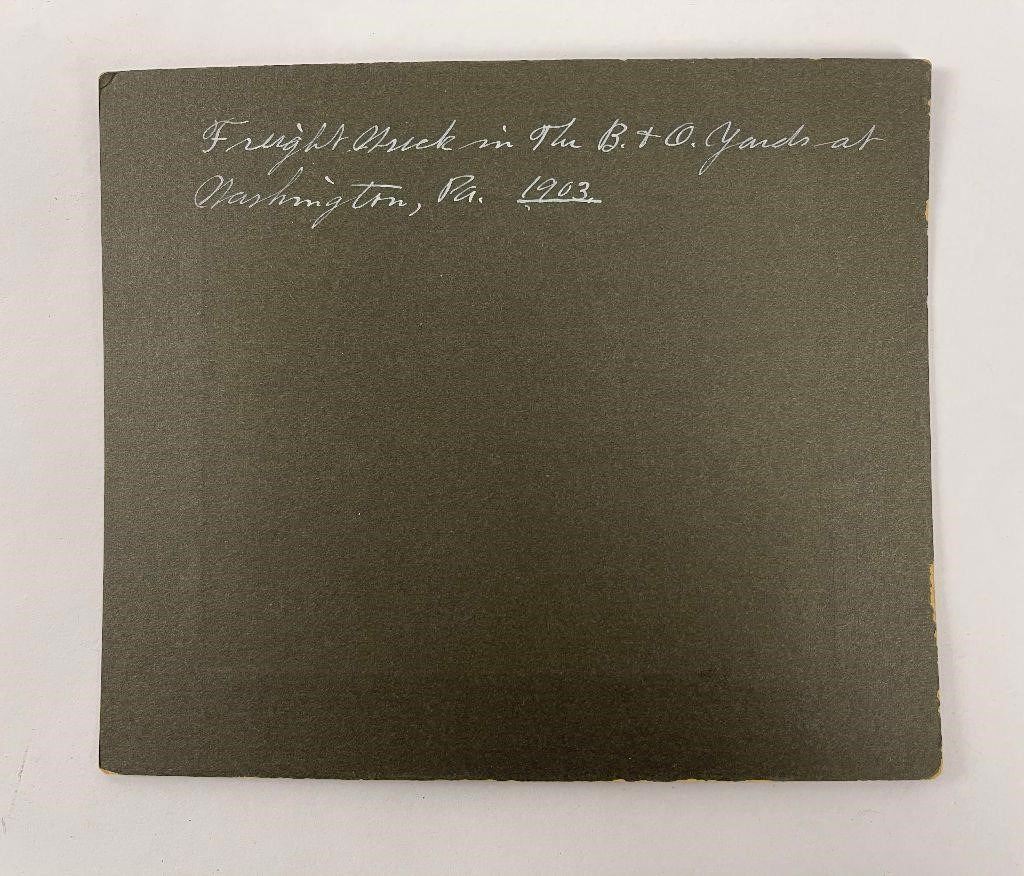 Freight Wreck in The B. & O. Yards at
Washington, Pa. 1903